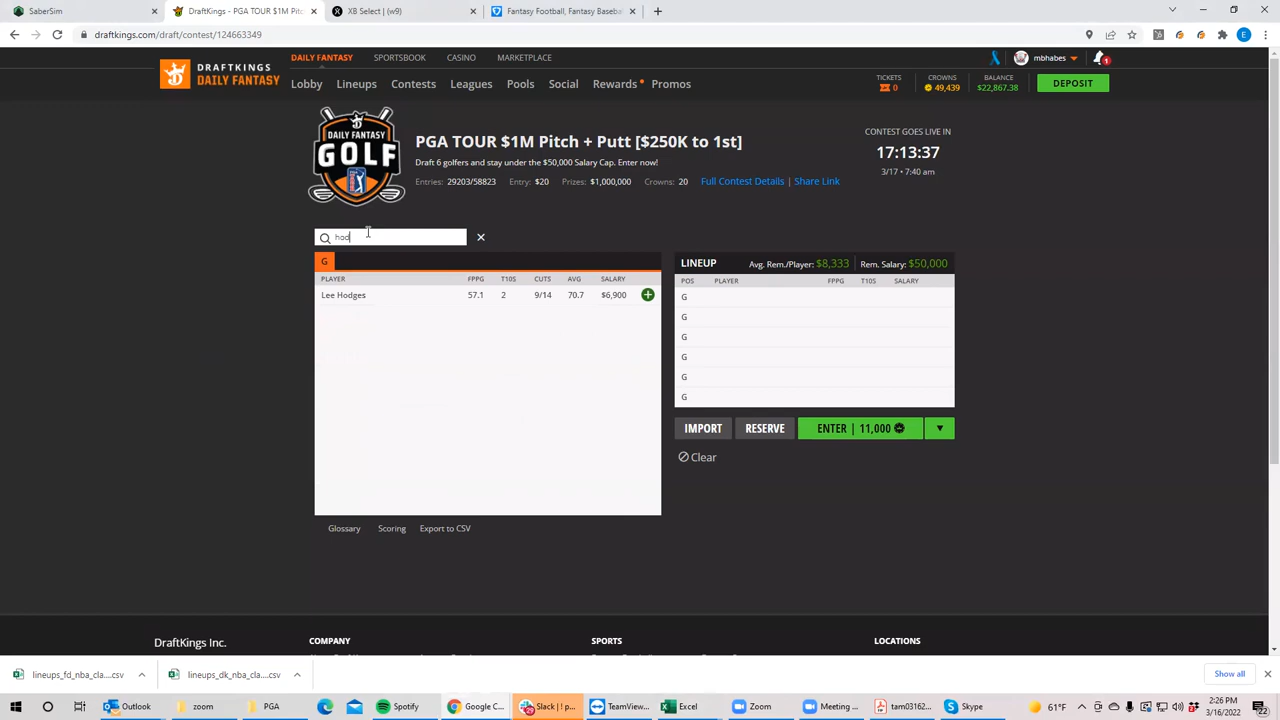 SaberSim
DraftKings - PGA TOUR $1M Pitch
XB Select | (w9)
Fantasy Football, Fantasy Baseba
draftkings.com/draft/contest/124663349
E
DRAFTKINGS
DAILY FANTASY
DAILY FANTASY SPORTSBOOK CASINO MARKETPLACE
mbhabes
1
Lobby Lineups Contests Leagues Pools Social Rewards Promos
TICKETS CROWNS BALANCE
0 49,439 $22,867.38
DEPOSIT
DAILY FANTASY
GOLF
PGA TOUR $1M Pitch + Putt [$250K to 1st]
Draft 6 golfers and stay under the $50,000 Salary Cap. Enter now!
Entries: 29203/58823 Entry: $20 Prizes: $1,000,000 Crowns: 20 Full Contest Details | Share Link
CONTEST GOES LIVE IN
17:13:37
3/17 • 7:40 am
had
G
PLAYER FPPG T10S CUTS AVG SALARY
Lee Hodges 57.1 2 9/14 70.7 $6,900
LINEUP Avg. Rem./Player: $8,333 Rem. Salary: $50,000
POS PLAYER FPPG T10S SALARY
G
G
G
G
G
G
IMPORT RESERVE ENTER | 11,000
Clear
Glossary Scoring Export to CSV
DraftKings Inc. COMPANY SPORTS LOCATIONS
lineups_fd_nba_cla....csv
lineups_dk_nba_cla....csv
Show all
Outlook zoom PGA Spotify Google C... Slack | ! p... TeamView... Excel Zoom Meeting ... tam03162... Skype
63°F
2:26 PM
3/16/2022